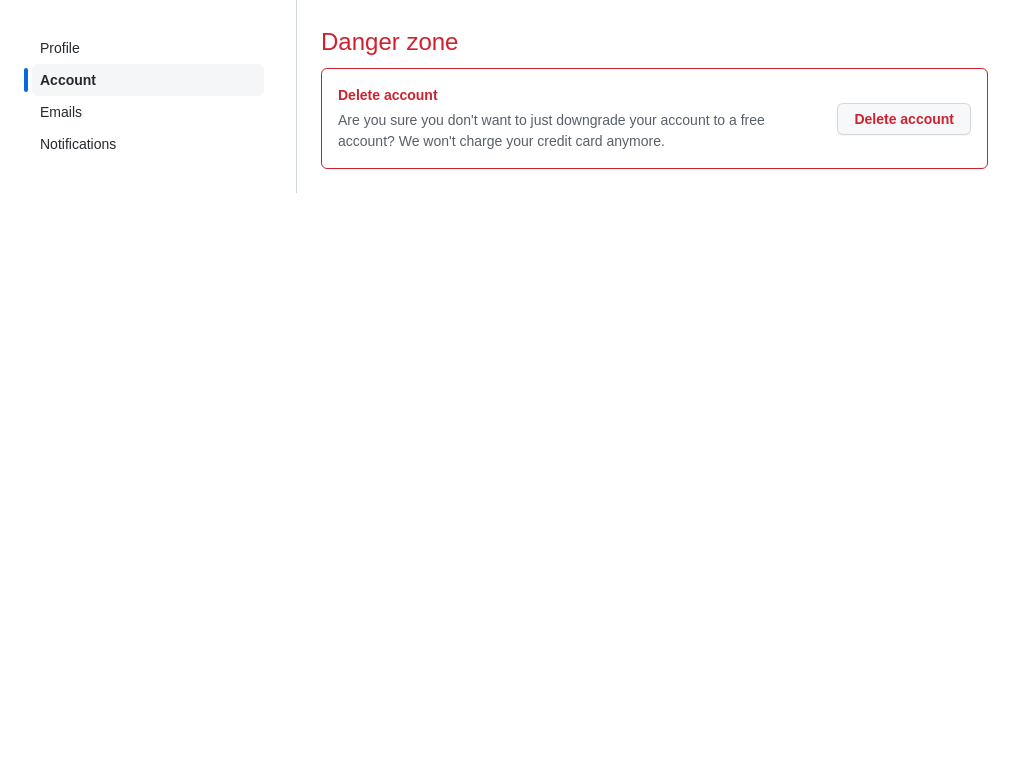 Profile
Account
Emails
Notifications
Danger zone
Delete account
Are you sure you don't want to just downgrade your account to a free
account? We won't charge your credit card anymore.
Delete account